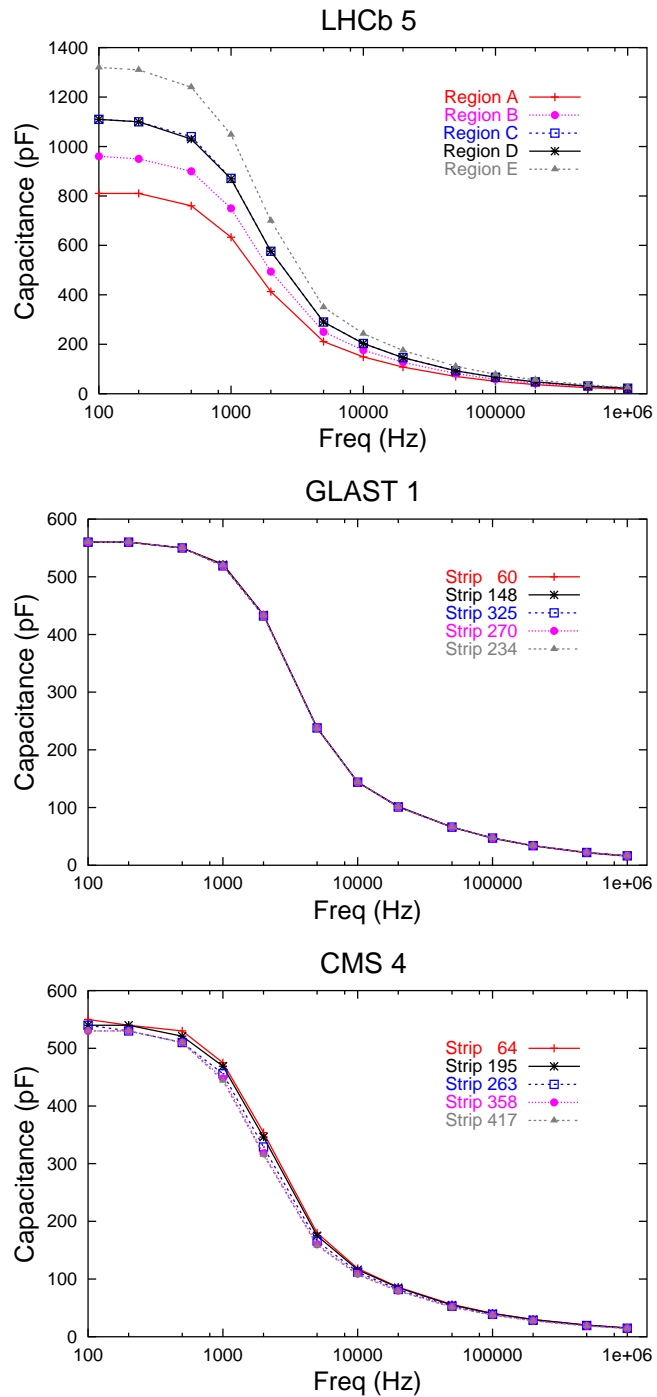 LHCb 5
1400
1200
1000
800
600
400
200
0
Capacitance (pF)
Region A
Region B
Region C
Region D
Region E
100 1000 10000 100000 1e+06
Freq (Hz)
GLAST 1
600
500
400
300
200
100
0
Capacitance (pF)
Strip 60
Strip 148
Strip 325
Strip 270
Strip 234
100 1000 10000 100000 1e+06
Freq (Hz)
CMS 4
600
500
400
300
200
100
0
Capacitance (pF)
Strip 64
Strip 195
Strip 263
Strip 358
Strip 417
100 1000 10000 100000 1e+06
Freq (Hz)